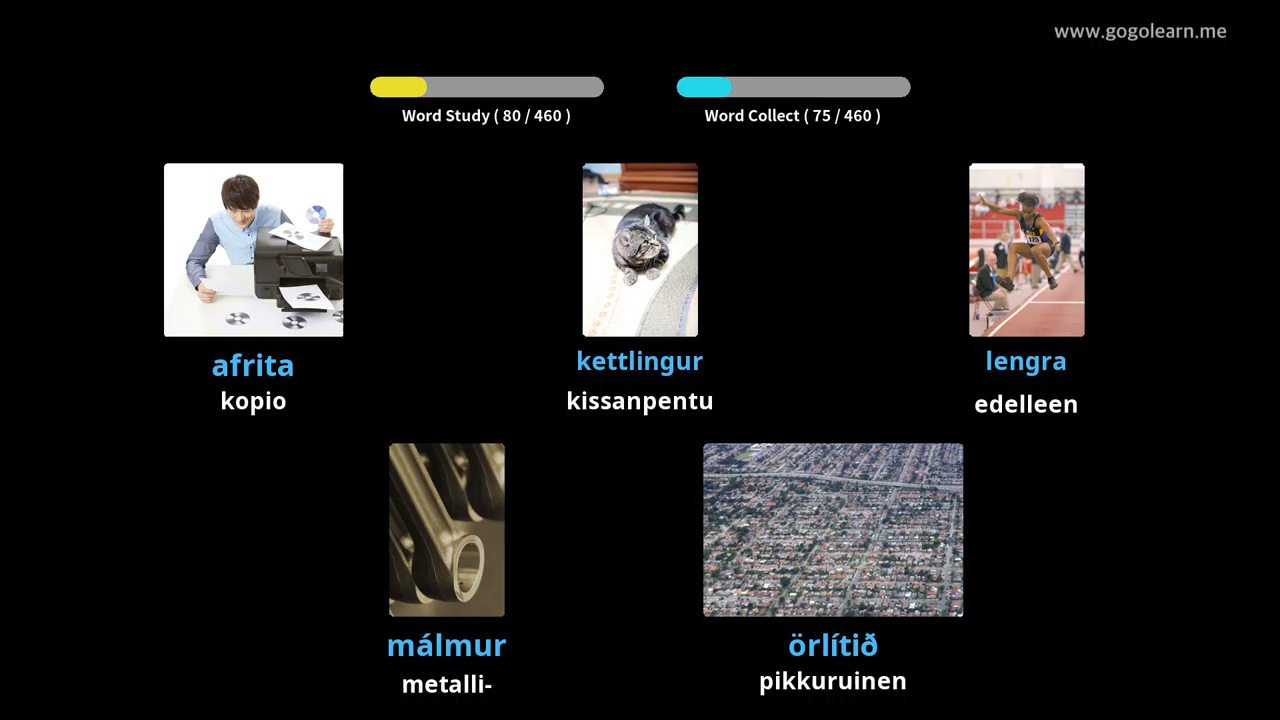 www.gogolearn.me
Word Study ( 80 / 460 )
Word Collect ( 75 / 460 )
afrita
kopio
kettlingur
kissanpentu
lengra
edelleen
málmur
metalli-
örlítið
pikkuruinen